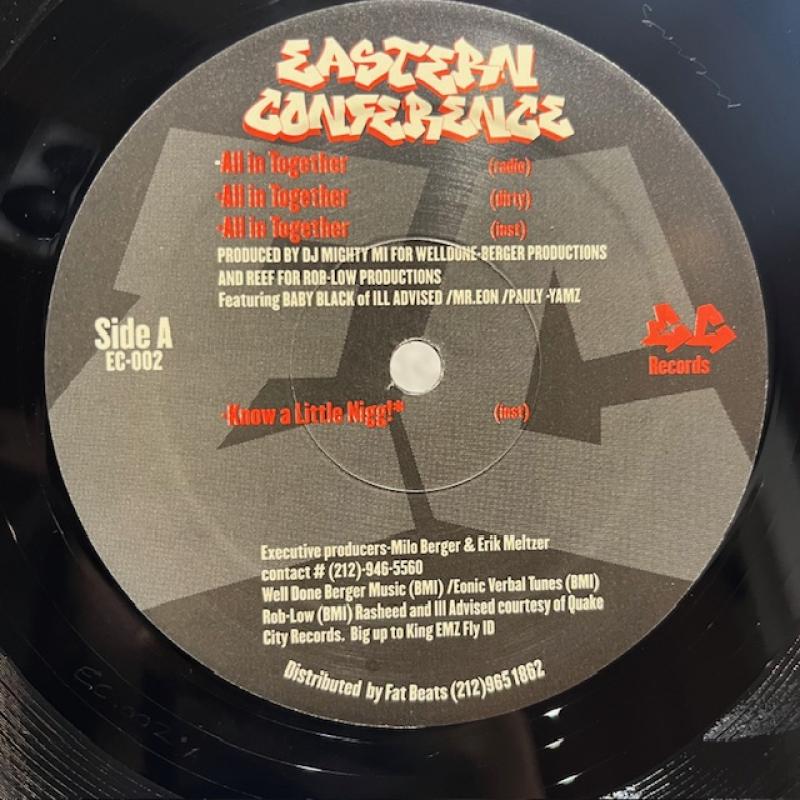 EASTERN
CONFERENCE
-All in Together (radio)
-All in Together (dirty)
-All in Together (inst)
PRODUCED BY DJ MIGHTY MI FOR WELLDONE-BERGER PRODUCTIONS
AND REEF FOR ROB-LOW PRODUCTIONS
Featuring BABY BLACK of ILL ADVISED /MR.EON /PAULY -YAMZ
Side A
EC-002
EC
Records
-Know a Little Nigg!* (inst)
Executive producers-Milo Berger & Erik Meltzer
contact # (212)-946-5560
Well Done Berger Music (BMI) /Eonic Verbal Tunes (BMI)
Rob-Low (BMI) Rasheed and Ill Advised courtesy of Quake
City Records. Big up to King EMZ Fly ID
Distributed by Fat Beats (212)965 1862